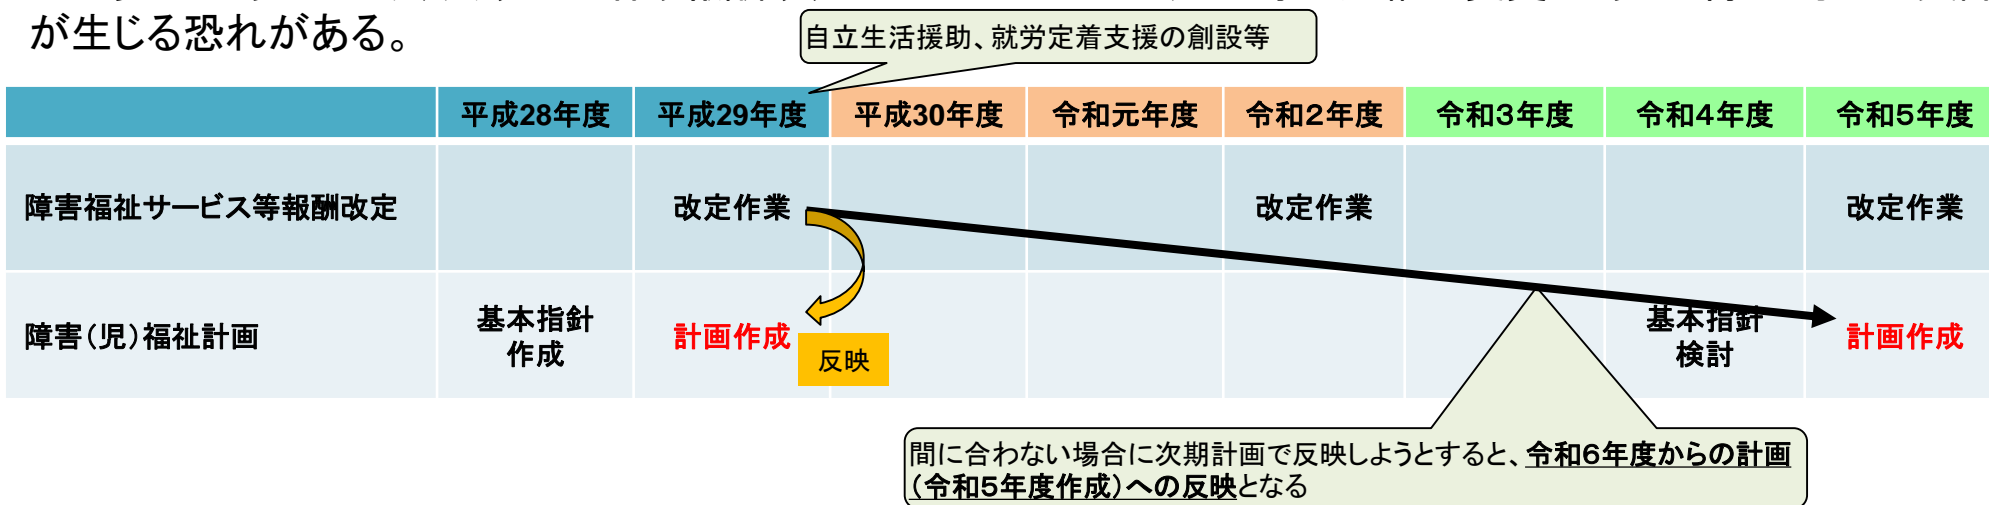 が生じる恐れがある。
自立生活援助、就労定着支援の創設等
平成28年度 平成29年度 平成30年度 令和元年度 令和2年度 令和3年度 令和4年度 令和5年度
障害福祉サービス等報酬改定 改定作業 改定作業 改定作業
障害(児)福祉計画 基本指針 計画作成 基本指針 計画作成
作成 検討
反映
間に合わない場合に次期計画で反映しようとすると、令和6年度からの計画
(令和5年度作成)への反映となる